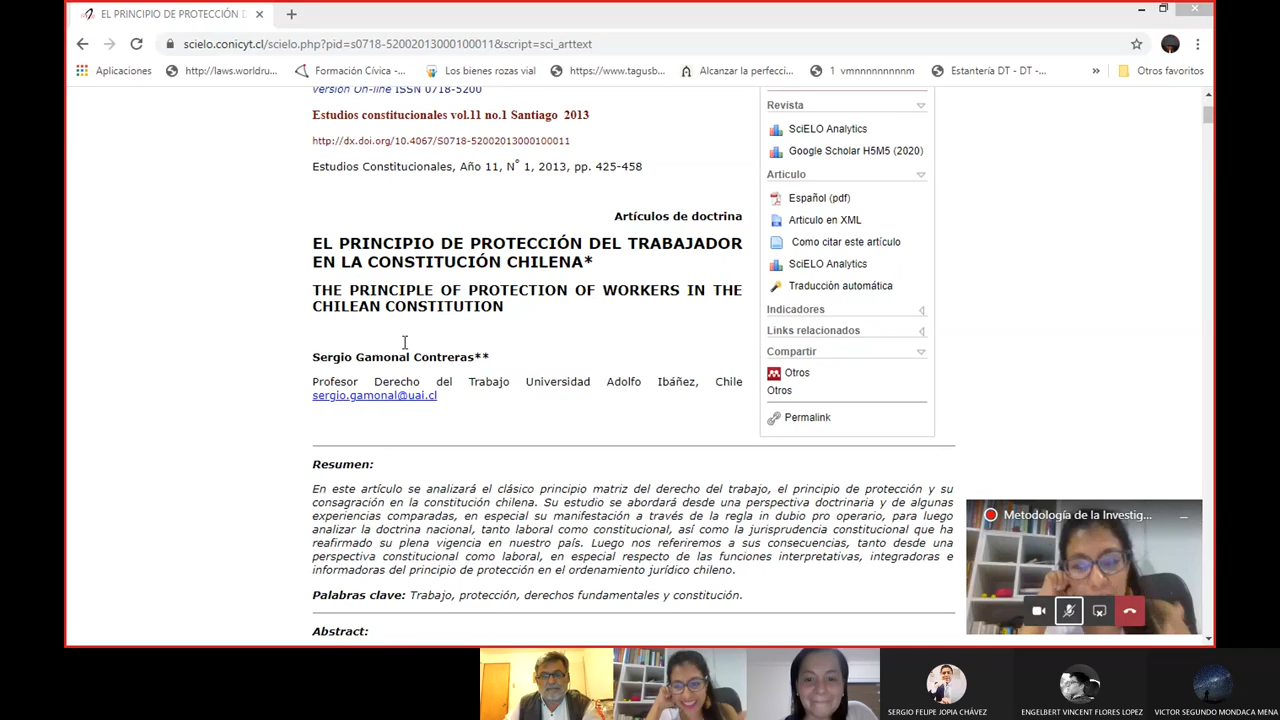 EL PRINCIPIO DE PROTECCIÓN D
scielo.conicyt.cl/scielo.php?pid=s0718-52002013000100011&script=sci_arttext
Aplicaciones
http://laws.worldru...
Formación Cívica -...
Los bienes rozas vial
https://www.tagusb...
Alcanzar la perfecci...
1 vmnnnnnnnnm
Estantería DT - DT -...
»
Otros favoritos
versión On-line ISSN 0718-5200
Estudios constitucionales vol.11 no.1 Santiago 2013
http://dx.doi.org/10.4067/S0718-52002013000100011
Estudios Constitucionales, Año 11, N° 1, 2013, pp. 425-458
Artículos de doctrina
EL PRINCIPIO DE PROTECCIÓN DEL TRABAJADOR
EN LA CONSTITUCIÓN CHILENA*
THE PRINCIPLE OF PROTECTION OF WORKERS IN THE
CHILEAN CONSTITUTION
Sergio Gamonal Contreras**
Profesor Derecho del Trabajo Universidad Adolfo Ibáñez, Chile
sergio.gamonal@uai.cl
Resumen:
En este artículo se analizará el clásico principio matriz del derecho del trabajo, el principio de protección y su
consagración en la constitución chilena. Su estudio se abordará desde una perspectiva doctrinaria y de algunas
experiencias comparadas, en especial su manifestación a través de la regla in dubio pro operario, para luego
analizar la doctrina nacional, tanto laboral como constitucional, así como la jurisprudencia constitucional que ha
reafirmado su plena vigencia en nuestro país. Luego nos referiremos a sus consecuencias, tanto desde una
perspectiva constitucional como laboral, en especial respecto de las funciones interpretativas, integradoras e
informadoras del principio de protección en el ordenamiento jurídico chileno.
Palabras clave: Trabajo, protección, derechos fundamentales y constitución.
Abstract:
Revista
SciELO Analytics
Google Scholar H5M5 (2020)
Articulo
Español (pdf)
Articulo en XML
Como citar este artículo
SciELO Analytics
Traducción automática
Indicadores
Links relacionados
Compartir
Otros
Otros
Permalink
Metodología de la Investig...
SERGIO FELIPE JOPIA CHÁVEZ
ENGELBERT VINCENT FLORES LOPEZ
VICTOR SEGUNDO MONDACA MENA